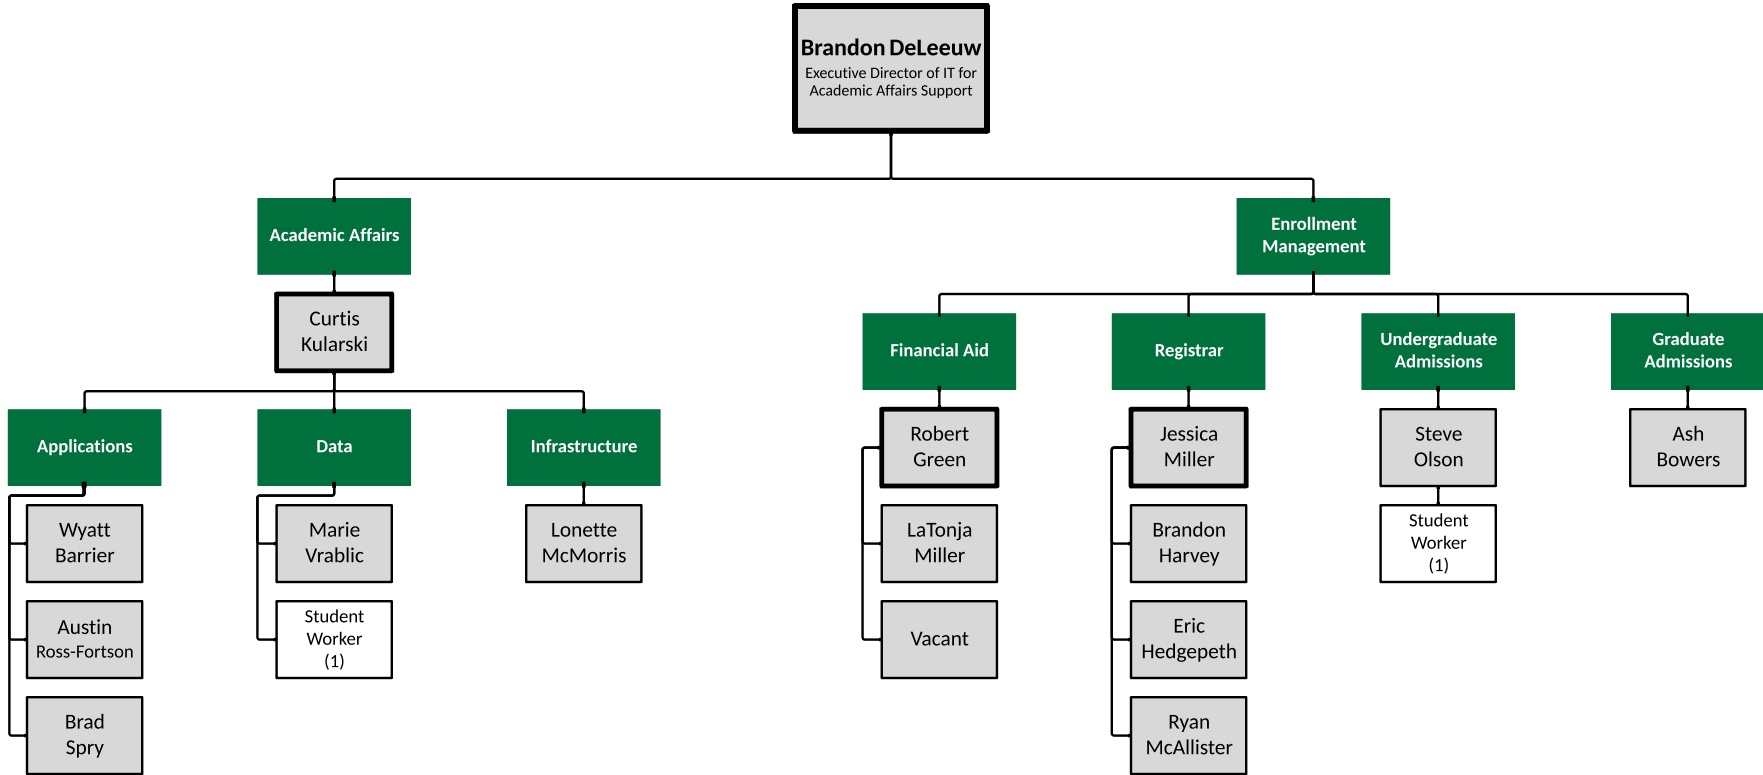 Brandon DeLeeuw
Executive Director of IT for
Academic Affairs Support
Academic Affairs
Enrollment
Management
Curtis
Kularski
Applications
Data
Infrastructure
Wyatt
Barrier
Austin
Ross-Fortson
Brad
Spry
Marie
Vrablic
Student
Worker
(1)
Lonette
McMorris
Financial Aid
Registrar
Undergraduate
Admissions
Graduate
Admissions
Robert
Green
LaTonja
Miller
Vacant
Jessica
Miller
Brandon
Harvey
Eric
Hedgepeth
Ryan
McAllister
Steve
Olson
Student
Worker
(1)
Ash
Bowers